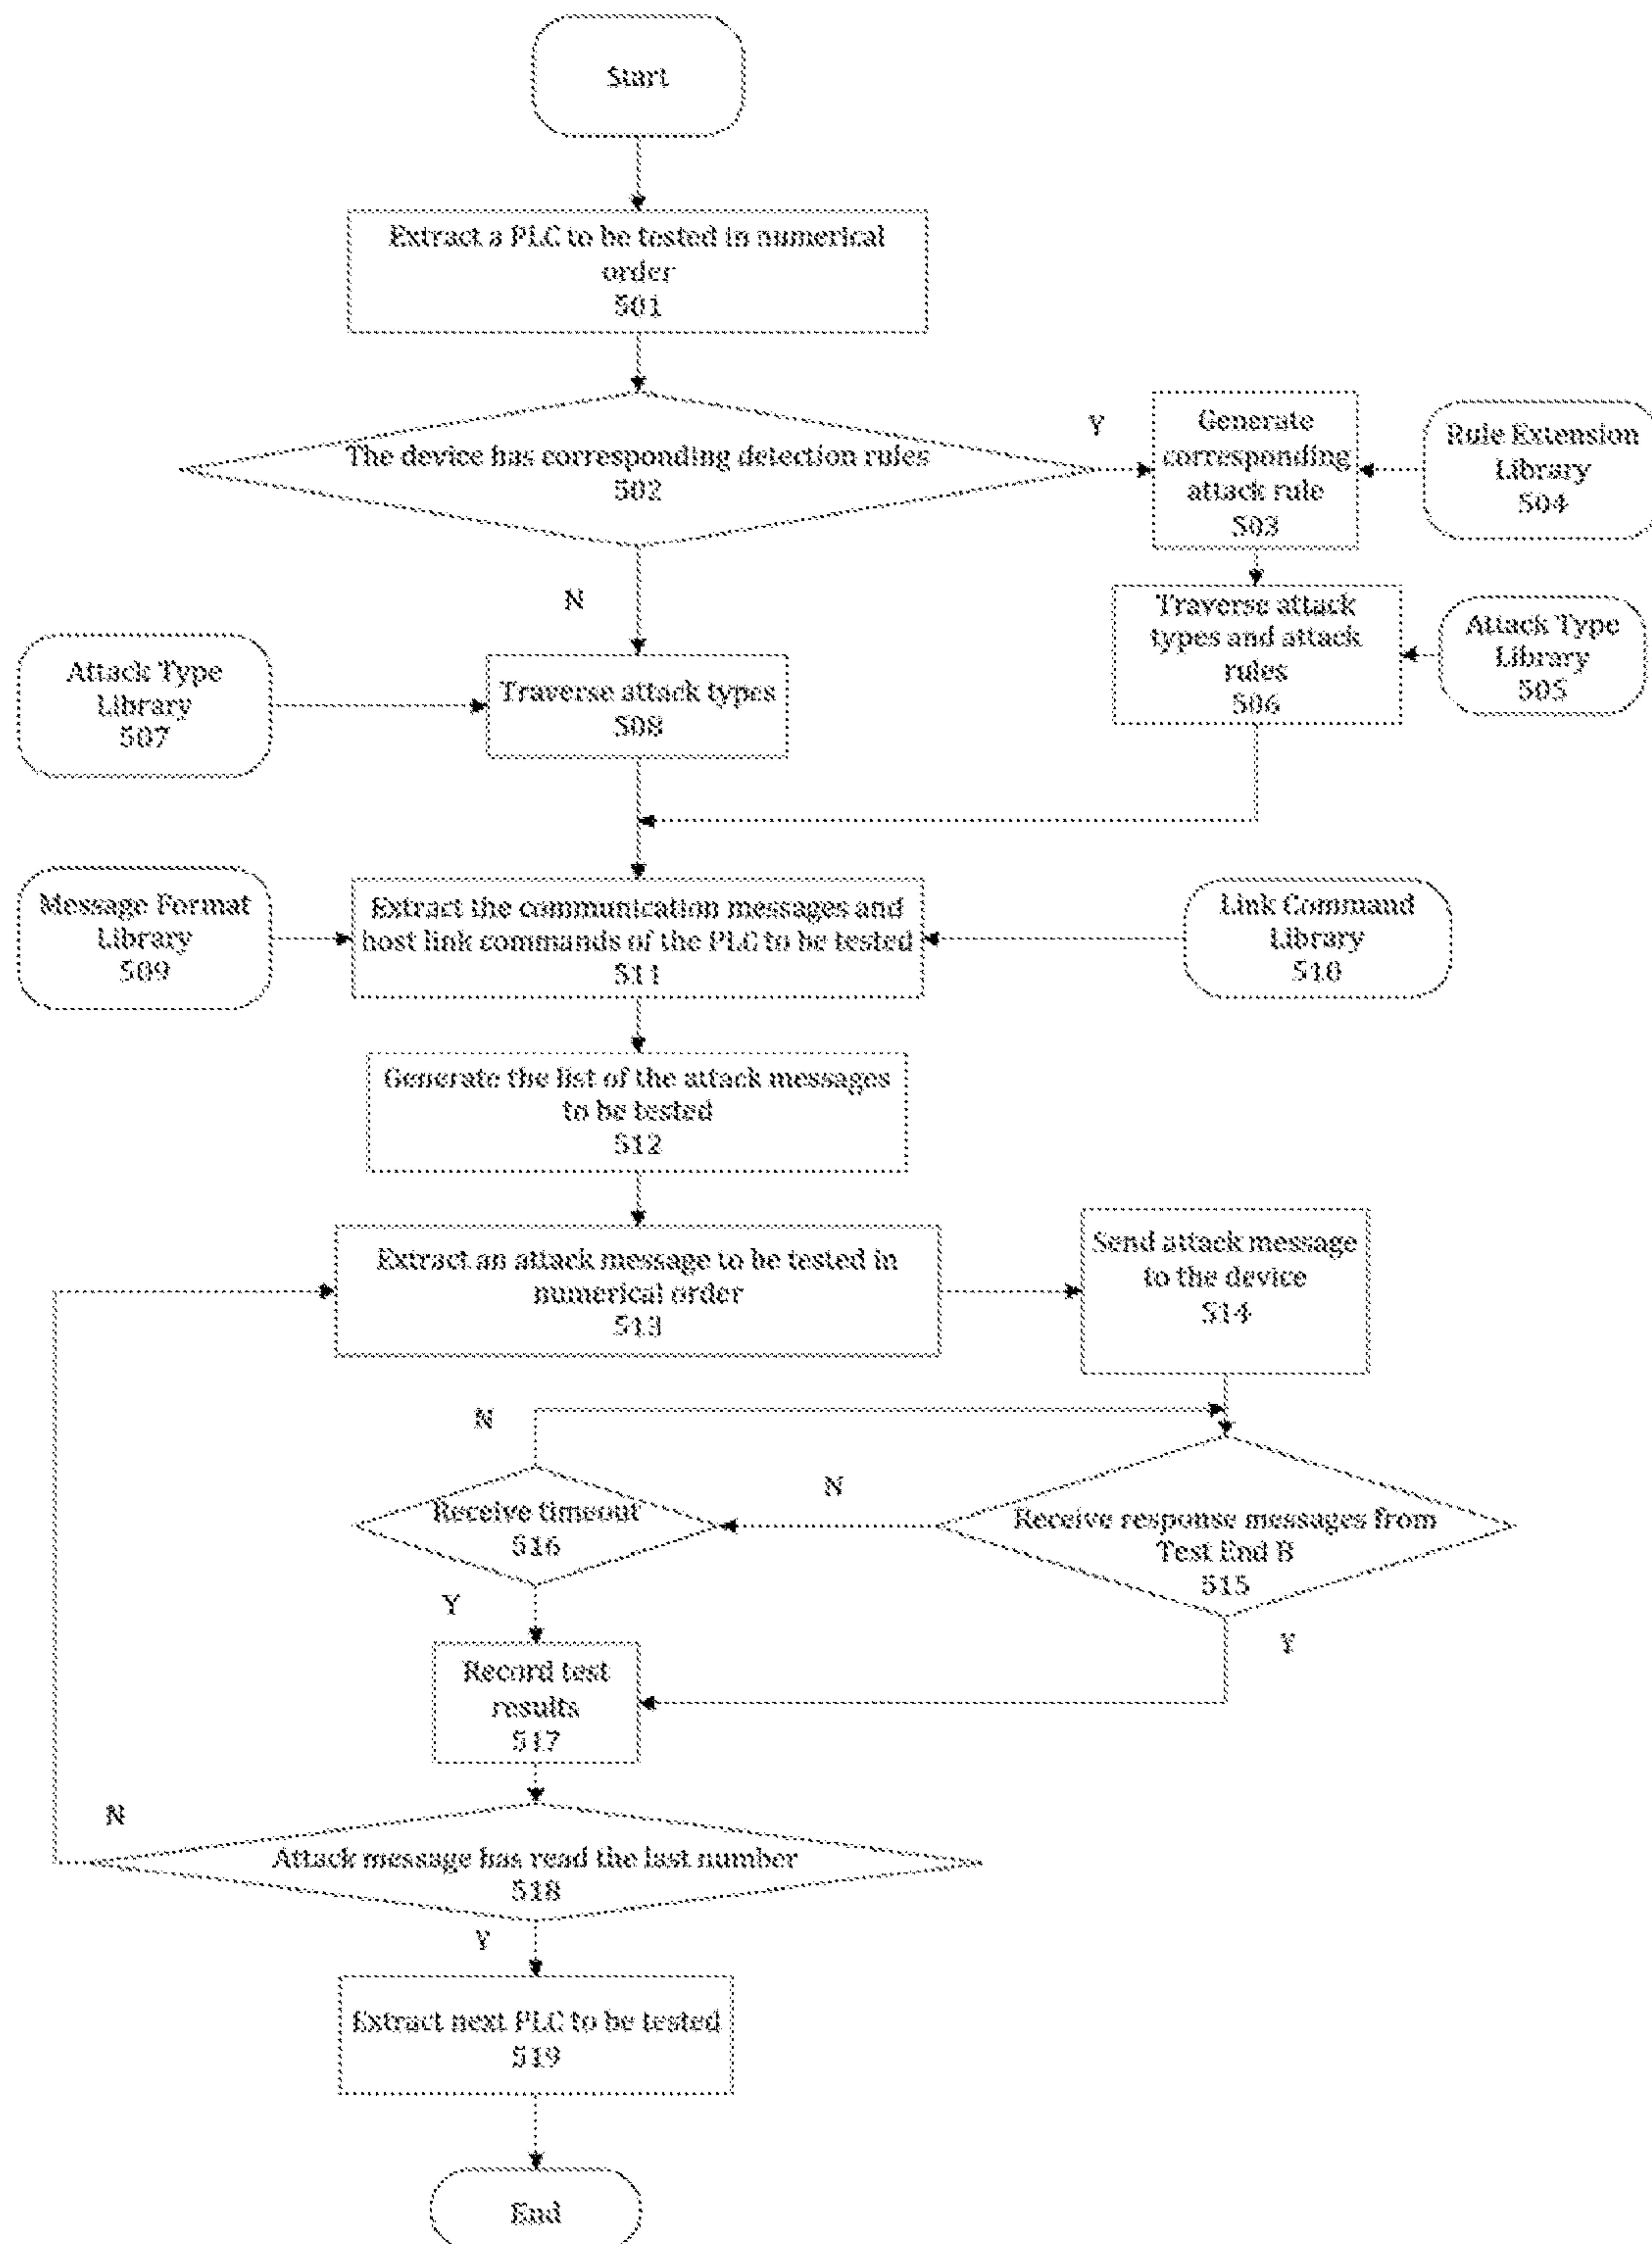 Start
Extract a PLC to be tested in numerical
order
501
The device has corresponding detection rules
502
Y
Generate
corresponding
attack rule
503
Rule Extension
Library
504
N
Traverse attack
types and attack
rules
506
Attack Type
Library
505
Attack Type
Library
507
Traverse attack types
508
Message Format
Library
509
Extract the communication messages and
host link commands of the PLC to be tested
511
Link Command
Library
510
Generate the list of the attack messages
to be tested
512
Extract an attack message to be tested in
numerical order
513
Send attack message
to the device
514
N
N
Receive timeout
516
Receive response messages from
Test End B
515
Y
Y
Record test
results
517
N
Attack message has read the last number
518
Y
Extract next PLC to be tested
519
End